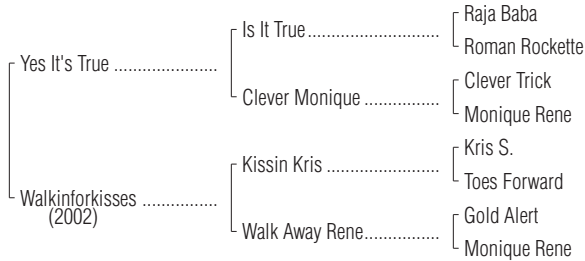 Raja Baba
Is It True
Roman Rockette
Yes It's True
Clever Trick
Clever Monique
Monique Rene
Kris S.
Kissin Kris
Toes Forward
Walkinforkisses
(2002)
Gold Alert
Walk Away Rene
Monique Rene